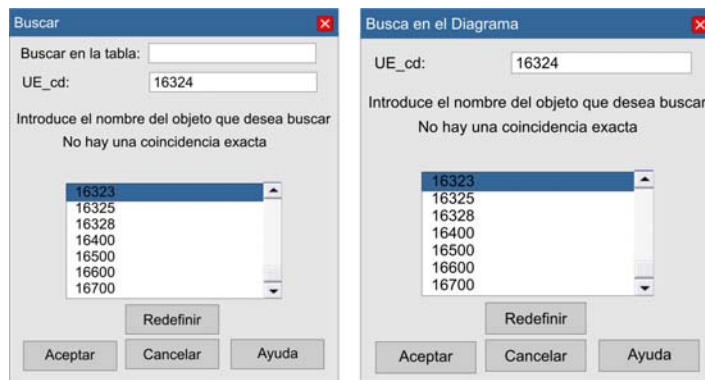 Buscar
Buscar en la tabla:
UE_cd: 16324
Introduce el nombre del objeto que desea buscar
No hay una coincidencia exacta
16323
16325
16328
16400
16500
16600
16700
Redefinir
Aceptar Cancelar Ayuda
Busca en el Diagrama
UE_cd: 16324
Introduce el nombre del objeto que desea buscar
No hay una coincidencia exacta
16323
16325
16328
16400
16500
16600
16700
Redefinir
Aceptar Cancelar Ayuda